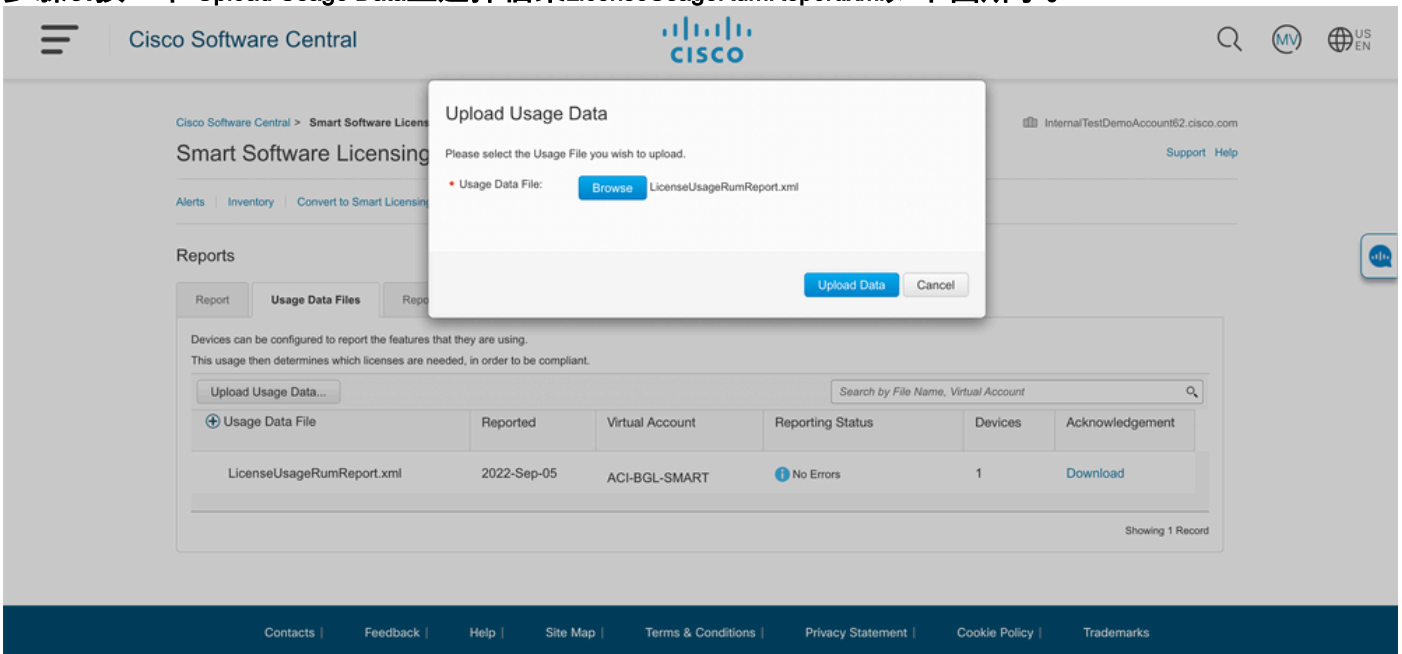 Upload Usage Data
LicenseUsageRumReport.xml
Cisco Software Central
CISCO
MV
US
EN
Cisco Software Central > Smart Software Licens
InternalTestDemoAccount62.cisco.com
Smart Software Licensing
Support Help
Alerts | Inventory | Convert to Smart Licensing
Upload Usage Data
Please select the Usage File you wish to upload.
* Usage Data File: Browse LicenseUsageRumReport.xml
Upload Data Cancel
Reports
Report Usage Data Files Repo
Devices can be configured to report the features that they are using.
This usage then determines which licenses are needed, in order to be compliant.
Upload Usage Data... Search by File Name, Virtual Account
Usage Data File Reported Virtual Account Reporting Status Devices Acknowledgement
LicenseUsageRumReport.xml 2022-Sep-05 ACI-BGL-SMART No Errors 1 Download
Showing 1 Record
Contacts | Feedback | Help | Site Map | Terms & Conditions | Privacy Statement | Cookie Policy | Trademarks